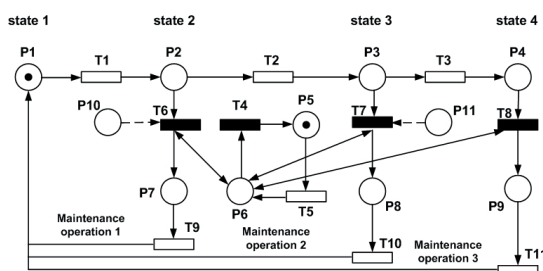 state 1 state 2 state 3 state 4
P1 T1 P2 T2 P3 T3 P4
P10 T6 T4 P5 T7 P11 T8
P7 P6 T5 P8 P9
Maintenance operation 1
T9
Maintenance operation 2
T10
Maintenance operation 3
T11